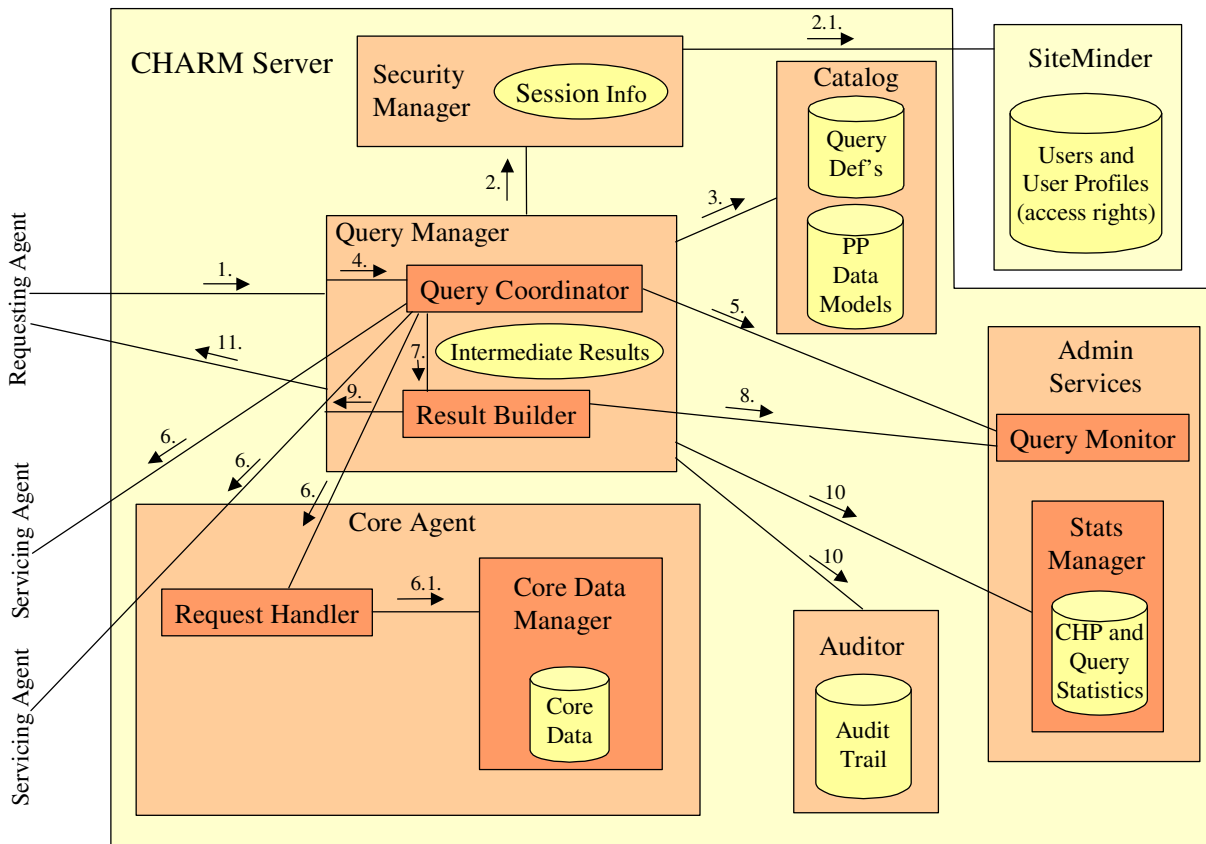 CHARM Server
Security
Manager
Session Info
2.1.
SiteMinder
Users and
User Profiles
(access rights)
Catalog
Query
Def's
PP
Data
Models
2.
3.
Query Manager
4.
Query Coordinator
Intermediate Results
7.
9.
Result Builder
1.
11.
Requesting Agent
5.
8.
Admin
Services
Query Monitor
Stats
Manager
CHP and
Query
Statistics
6.
6.
6.
10
10
Servicing Agent
Servicing Agent
Core Agent
Request Handler
6.1.
Core Data
Manager
Core
Data
Auditor
Audit
Trail